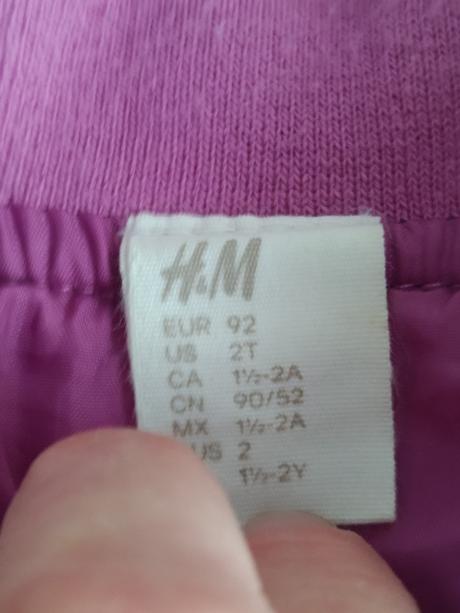 H&M
EUR 92
US 2T
CA 1½-2A
CN 90/52
MX 1½-2A
US 2
1½-2Y